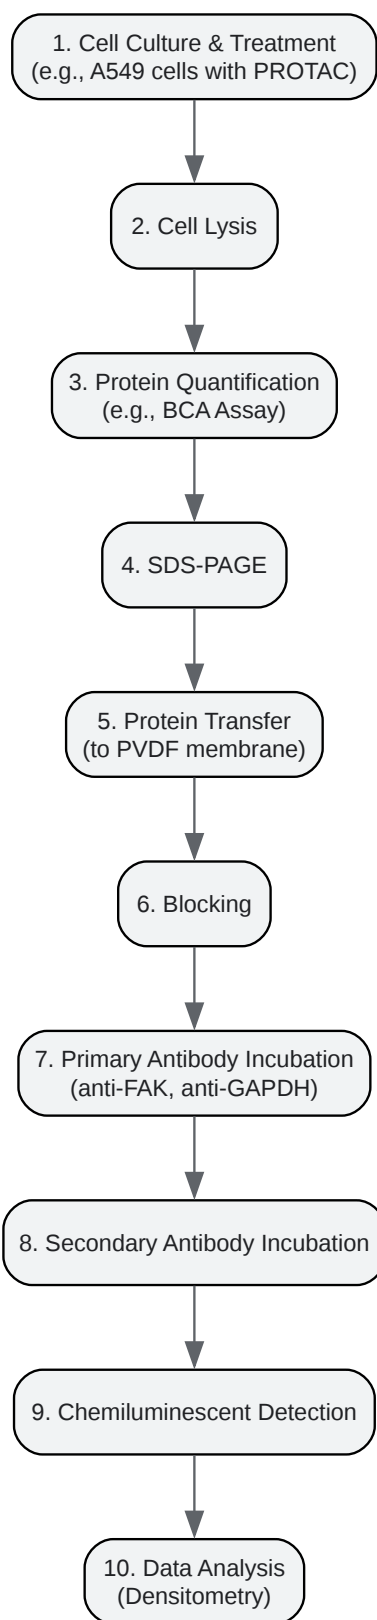 1. Cell Culture & Treatment
(e.g., A549 cells with PROTAC)
2. Cell Lysis
3. Protein Quantification
(e.g., BCA Assay)
4. SDS-PAGE
5. Protein Transfer
(to PVDF membrane)
6. Blocking
7. Primary Antibody Incubation
(anti-FAK, anti-GAPDH)
8. Secondary Antibody Incubation
9. Chemiluminescent Detection
10. Data Analysis
(Densitometry)